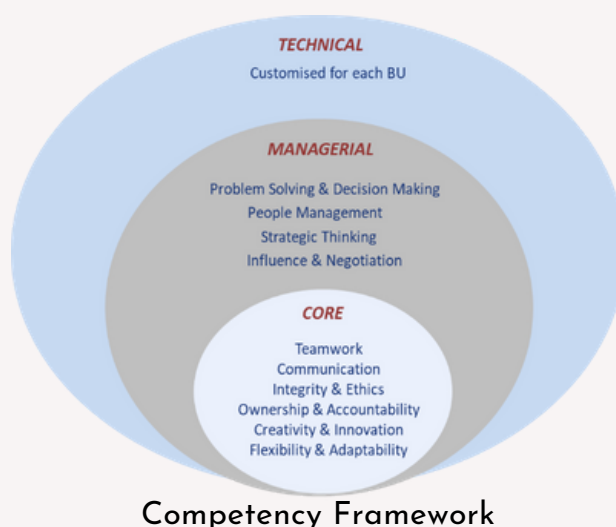 TECHNICAL
Customised for each BU
MANAGERIAL
Problem Solving & Decision Making
People Management
Strategic Thinking
Influence & Negotiation
CORE
Teamwork
Communication
Integrity & Ethics
Ownership & Accountability
Creativity & Innovation
Flexibility & Adaptability
Competency Framework